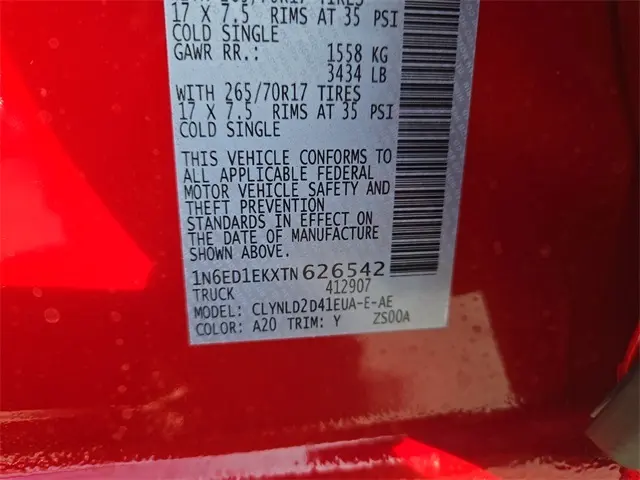 17 X 7.5 RIMS AT 35 PSI
COLD SINGLE
GAWR RR.: 1558 KG
3434 LB
WITH 265/70R17 TIRES
17 X 7.5 RIMS AT 35 PSI
COLD SINGLE
THIS VEHICLE CONFORMS TO
ALL APPLICABLE FEDERAL
MOTOR VEHICLE SAFETY AND
THEFT PREVENTION
STANDARDS IN EFFECT ON
THE DATE OF MANUFACTURE
SHOWN ABOVE.
1N6ED1EKXTN626542
TRUCK 412907
MODEL: CLYNLD2D41EUA-E-AE
COLOR: A20 TRIM: Y ZS00A